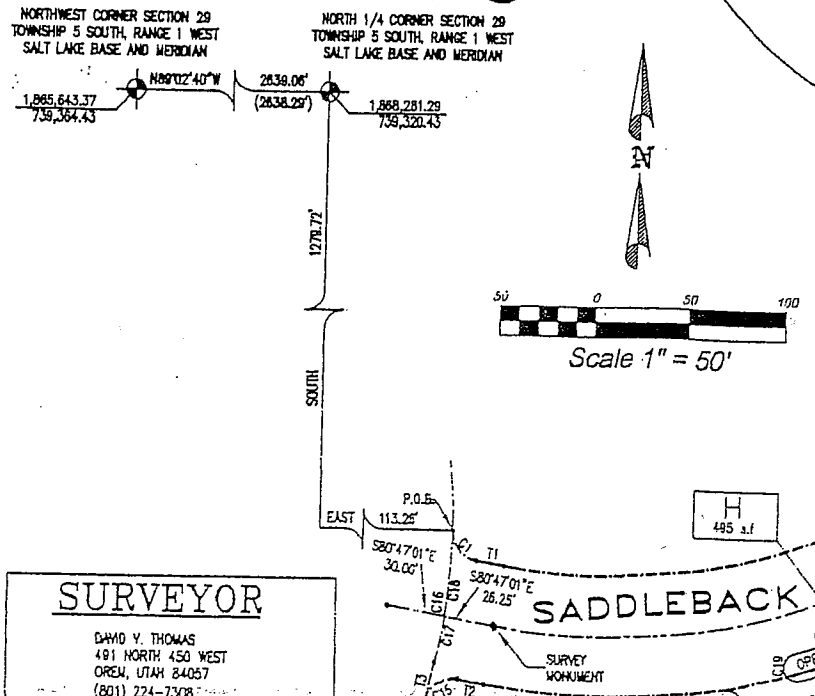 NORTHWEST CORNER SECTION 29
TOWNSHIP 5 SOUTH, RANGE 1 WEST
SALT LAKE BASE AND MERIDIAN
NORTH 1/4 CORNER SECTION 29
TOWNSHIP 5 SOUTH, RANGE 1 WEST
SALT LAKE BASE AND MERIDIAN
N89°02'40"W
2639.06'
(2638.29')
1,865,643.37
739,364.43
1,868,281.29
739,320.43
1279.72'
SOUTH
N
50 0 50 100
Scale 1" = 50'
P.O.B.
EAST 113.25'
S80°47'01"E
30.00'
C1
T1
H
485 s.f
C16
C18
S80°47'01"E
26.25'
SADDLEBACK
C17
SURVEY
MONUMENT
C19
T3
T2
SURVEYOR
DAVID V. THOMAS
491 NORTH 450 WEST
OREM, UTAH 84057
(801) 224-7308